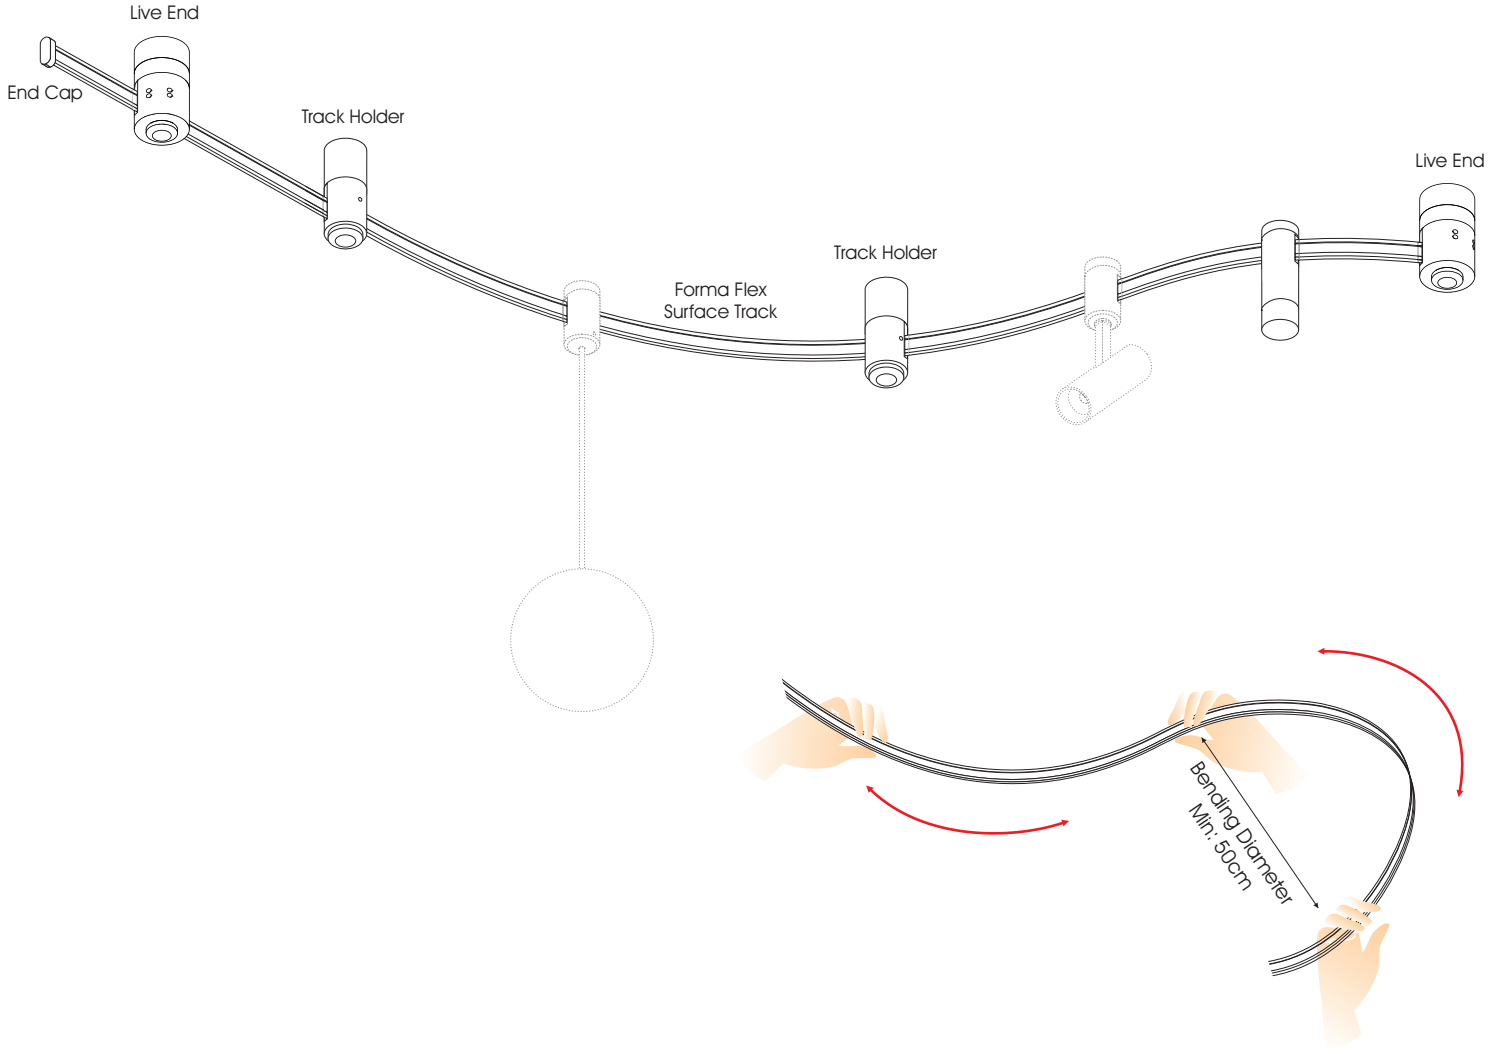 Live End
End Cap
Track Holder
Live End
Track Holder
Forma Flex
Surface Track
Bending Diameter
Min: 50cm